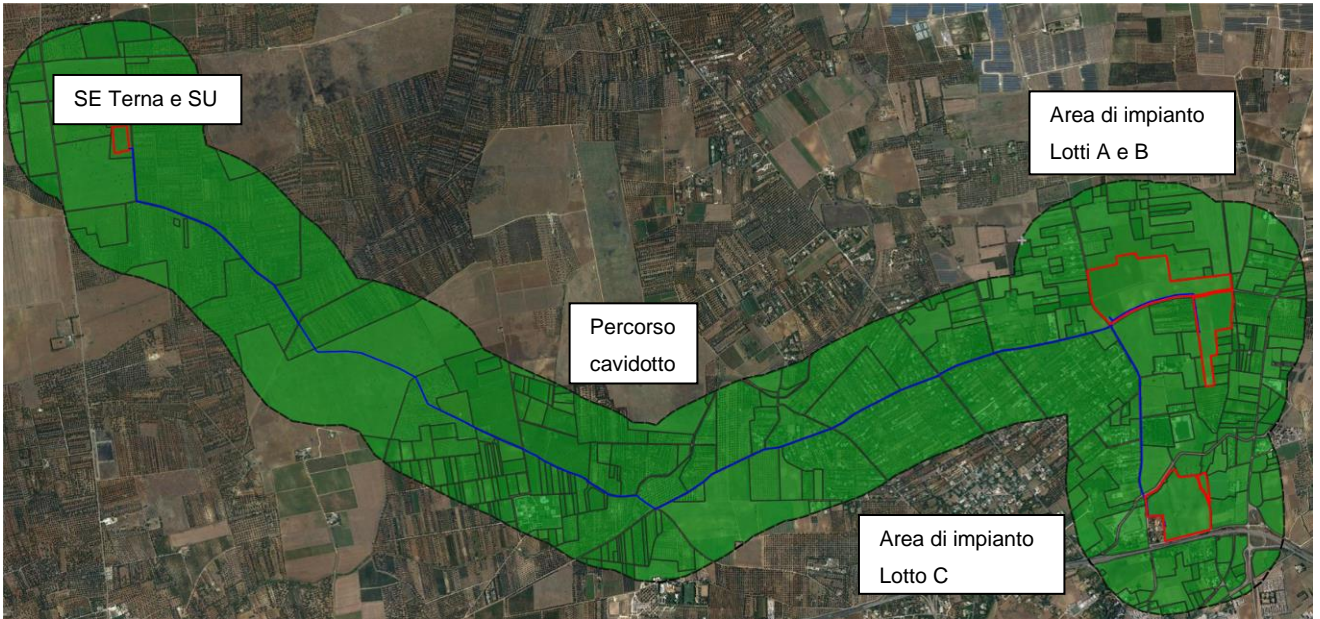 SE Terna e SU
Area di impianto
Lotti A e B
Percorso
cavidotto
Area di impianto
Lotto C